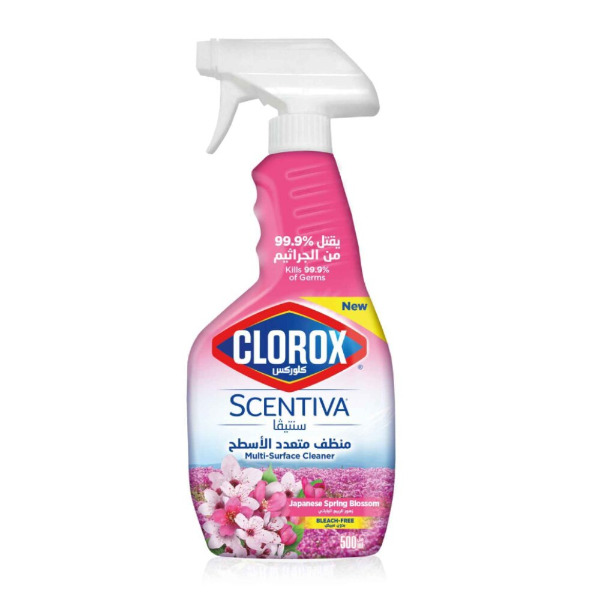 يقتل 99.9%
من الجراثيم
Kills 99.9%
of Germs
New
CLOROX
كلوركس
®
SCENTIVA
سنتيڤا
منظف متعدد الأسطح
Multi-Surface Cleaner
Japanese Spring Blossom
BLEACH-FREE
500